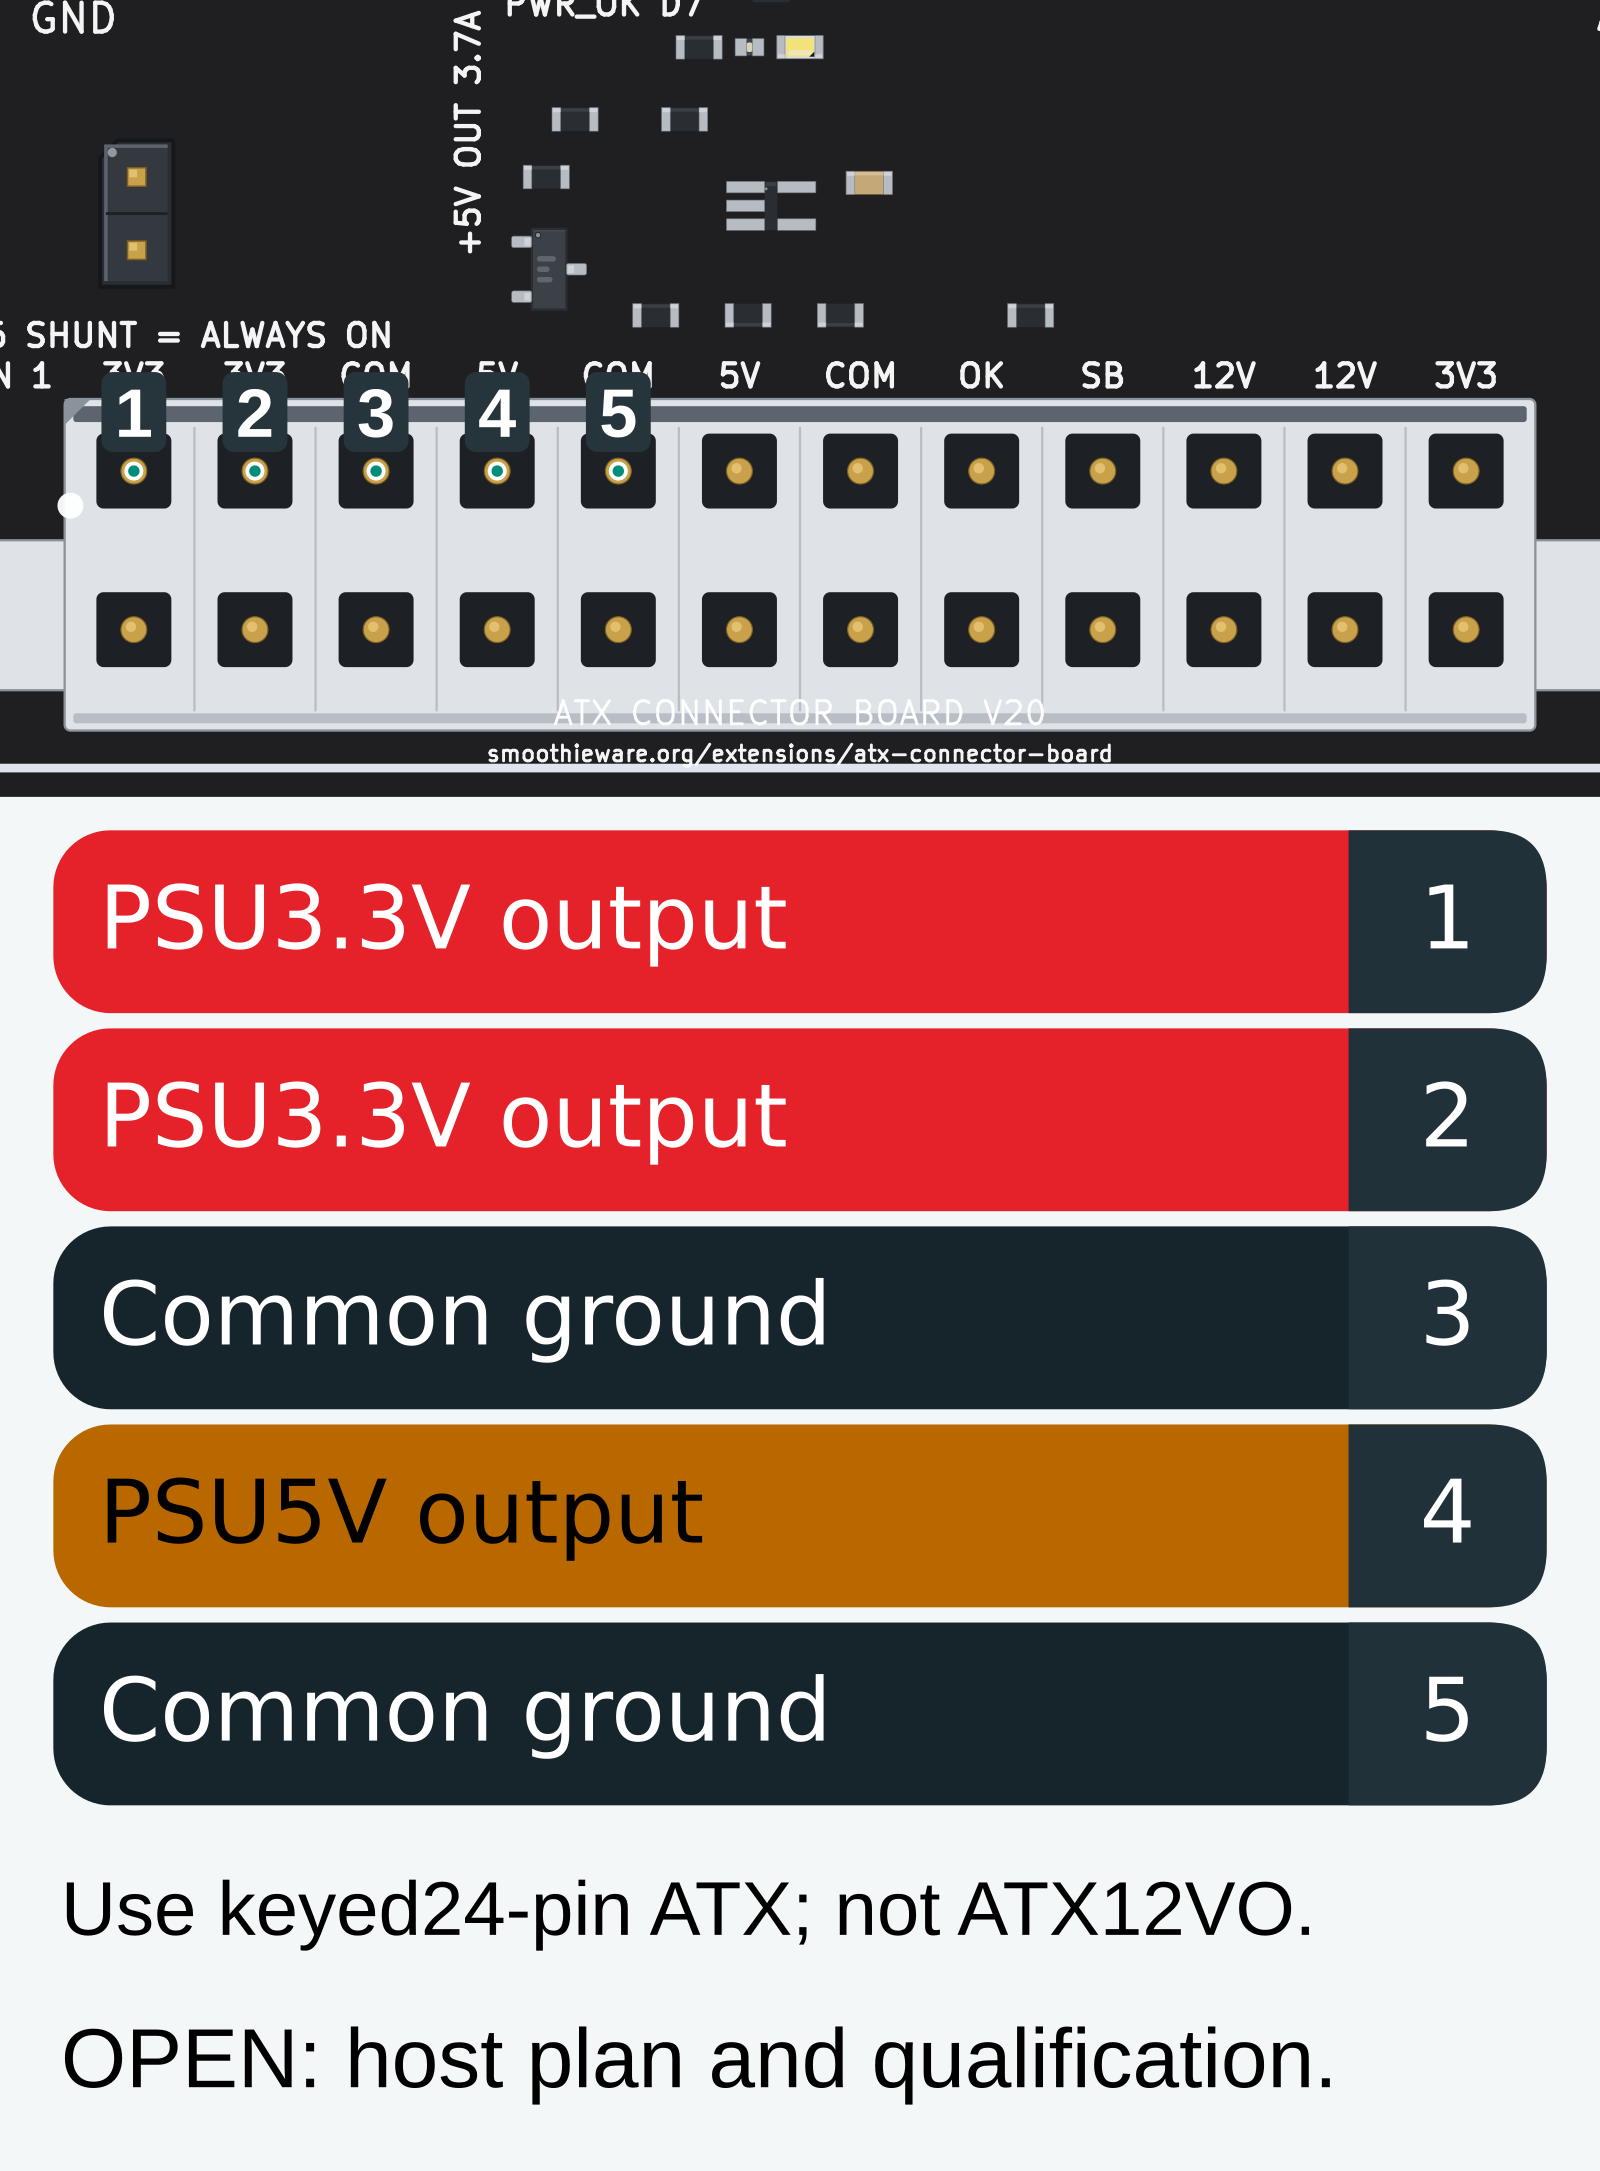 GND
PWR_OK D7
+5V OUT 3.7A
SHUNT = ALWAYS ON
N 1 3V3 3V3 COM 5V COM 5V COM OK SB 12V 12V 3V3
1 2 3 4 5
ATX CONNECTOR BOARD V20
smoothieware.org/extensions/atx-connector-board
PSU3.3V output 1
PSU3.3V output 2
Common ground 3
PSU5V output 4
Common ground 5
Use keyed24-pin ATX; not ATX12VO.
OPEN: host plan and qualification.